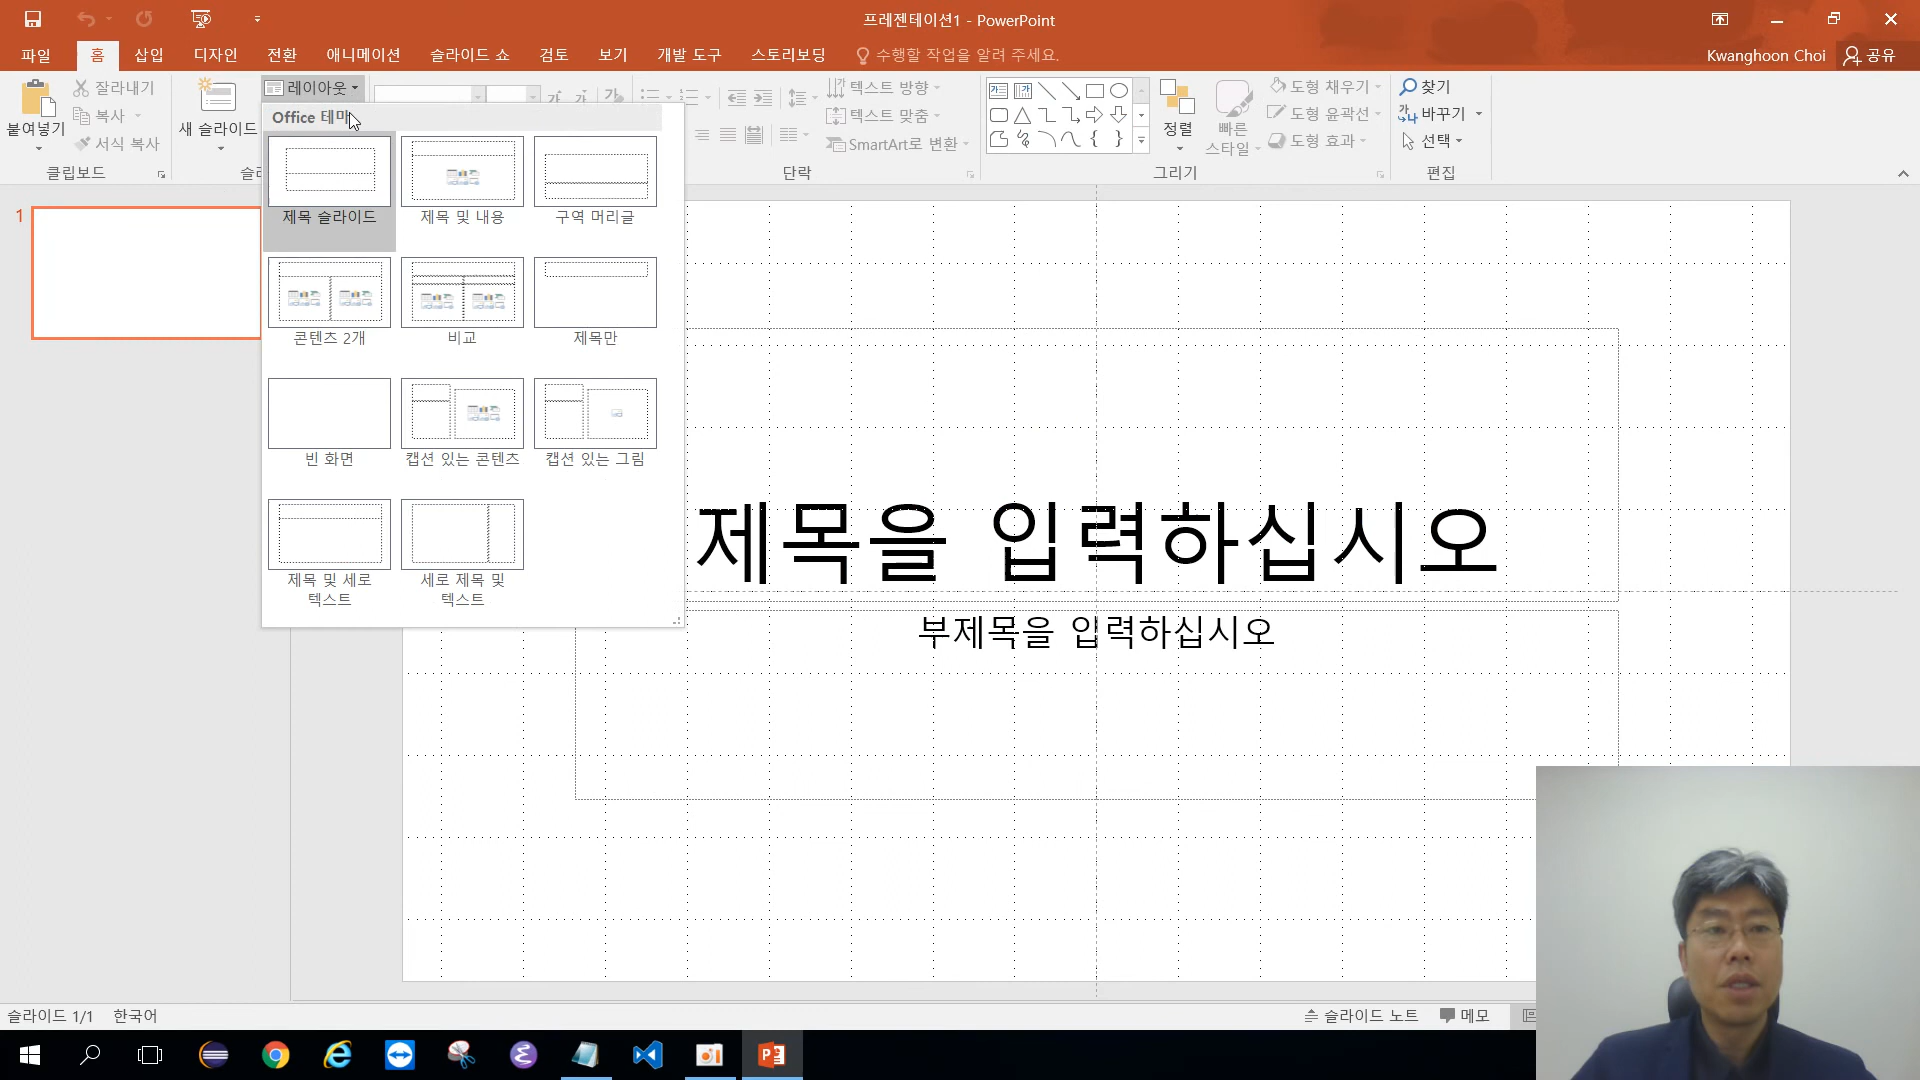 프레젠테이션1 - PowerPoint
파일 홈 삽입 디자인 전환 애니메이션 슬라이드 쇼 검토 보기 개발 도구 스토리보딩 수행할 작업을 알려 주세요. Kwanghoon Choi 공유
붙여넣기
잘라내기
복사
서식 복사
클립보드
새 슬라이드
레이아웃
텍스트 방향
텍스트 맞춤
SmartArt로 변환
단락
정렬
빠른
스타일
도형 채우기
도형 윤곽선
도형 효과
그리기
찾기
바꾸기
선택
편집
Office 테마
제목 슬라이드 제목 및 내용 구역 머리글
콘텐츠 2개 비교 제목만
빈 화면 캡션 있는 콘텐츠 캡션 있는 그림
제목 및 세로
텍스트
세로 제목 및
텍스트
1
제목을 입력하십시오
부제목을 입력하십시오
슬라이드 1/1 한국어 슬라이드 노트 메모